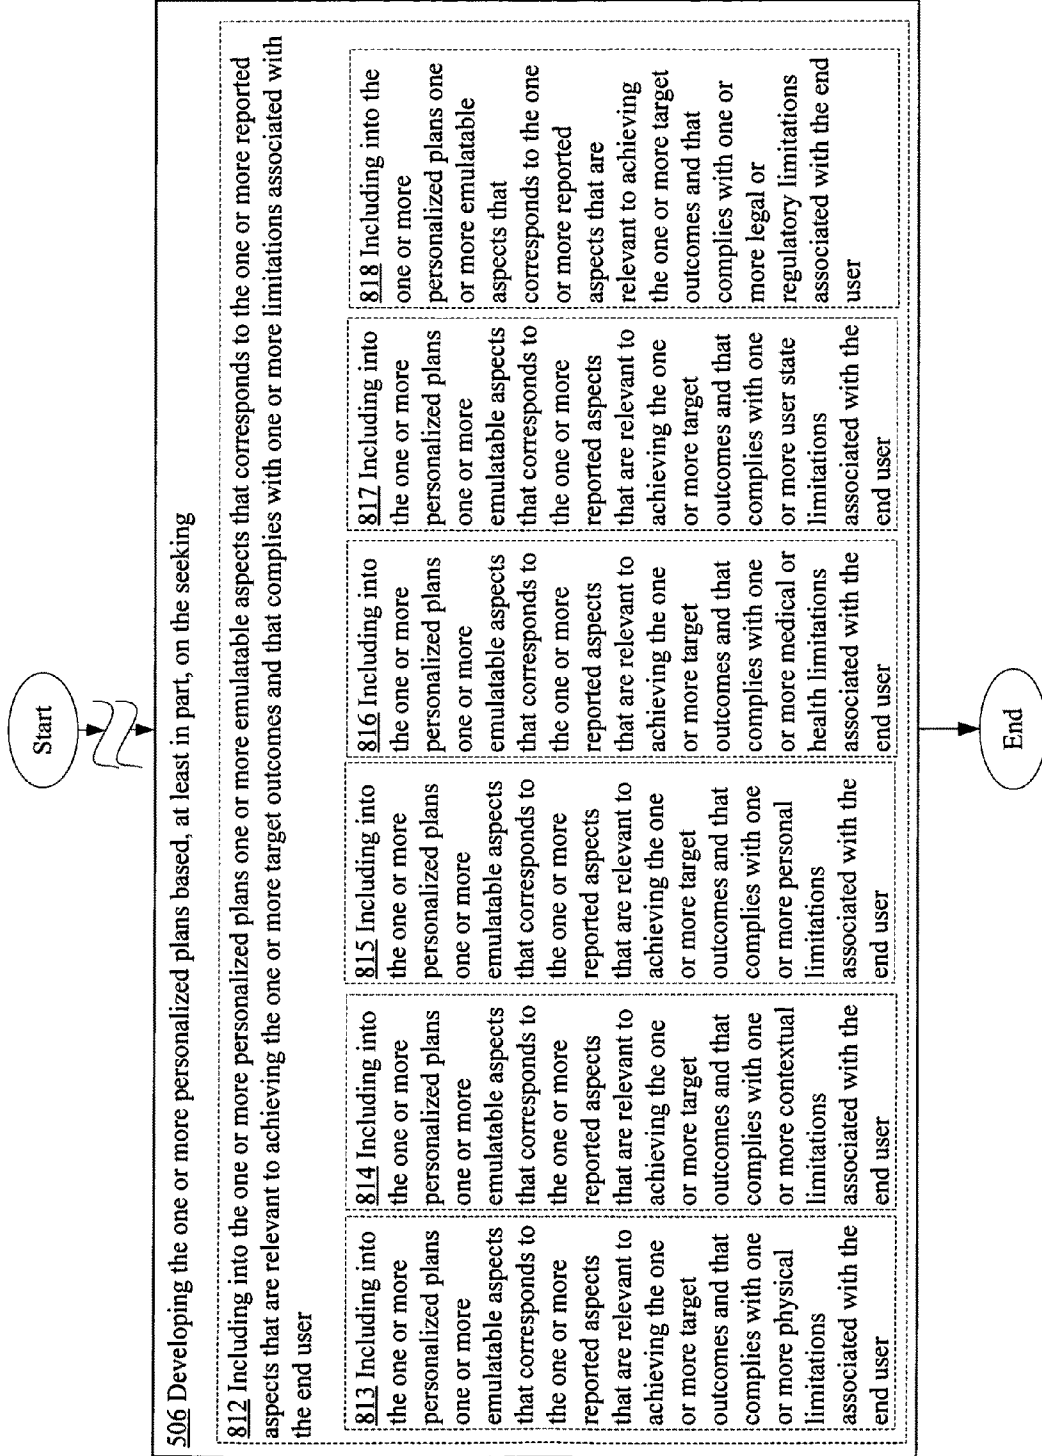 Start
506 Developing the one or more personalized plans based, at least in part, on the seeking
812 Including into the one or more personalized plans one or more emulatable aspects that corresponds to the one or more reported
aspects that are relevant to achieving the one or more target outcomes and that complies with one or more limitations associated with
the end user
813 Including into
the one or more
personalized plans
one or more
emulatable aspects
that corresponds to
the one or more
reported aspects
that are relevant to
achieving the one
or more target
outcomes and that
complies with one
or more physical
limitations
associated with the
end user
814 Including into
the one or more
personalized plans
one or more
emulatable aspects
that corresponds to
the one or more
reported aspects
that are relevant to
achieving the one
or more target
outcomes and that
complies with one
or more contextual
limitations
associated with the
end user
815 Including into
the one or more
personalized plans
one or more
emulatable aspects
that corresponds to
the one or more
reported aspects
that are relevant to
achieving the one
or more target
outcomes and that
complies with one
or more personal
limitations
associated with the
end user
816 Including into
the one or more
personalized plans
one or more
emulatable aspects
that corresponds to
the one or more
reported aspects
that are relevant to
achieving the one
or more target
outcomes and that
complies with one
or more medical or
health limitations
associated with the
end user
817 Including into
the one or more
personalized plans
one or more
emulatable aspects
that corresponds to
the one or more
reported aspects
that are relevant to
achieving the one
or more target
outcomes and that
complies with one
or more user state
limitations
associated with the
end user
818 Including into the
one or more
personalized plans one
or more emulatable
aspects that
corresponds to the one
or more reported
aspects that are
relevant to achieving
the one or more target
outcomes and that
complies with one or
more legal or
regulatory limitations
associated with the end
user
End